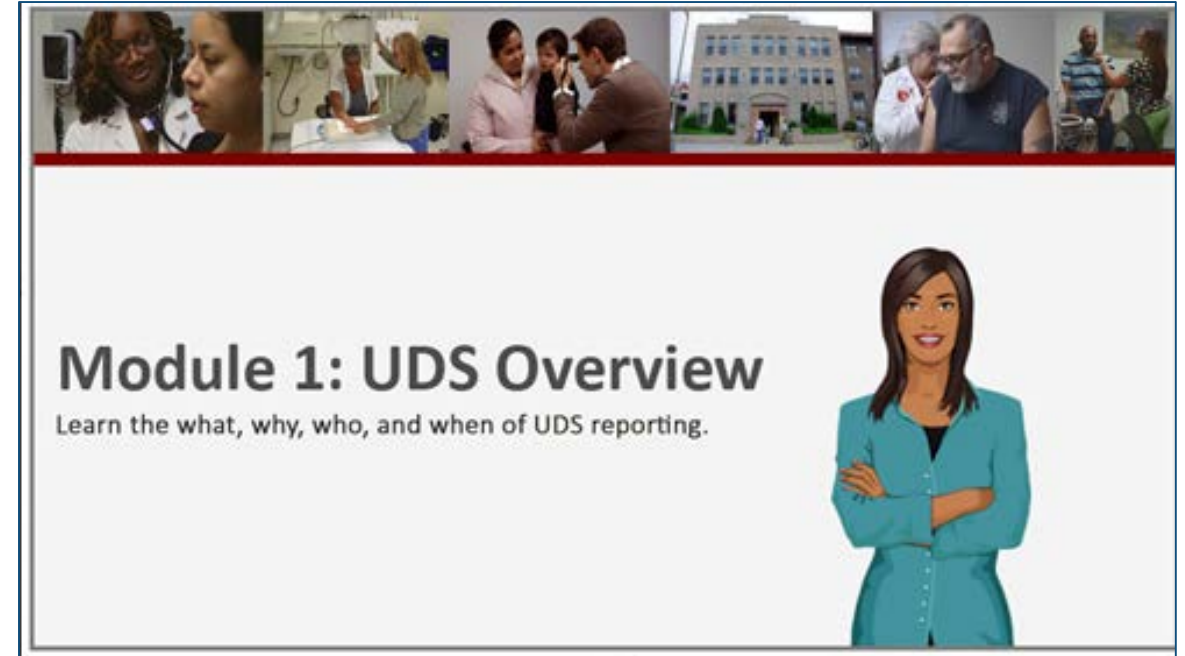 Module 1: UDS Overview
Learn the what, why, who, and when of UDS reporting.